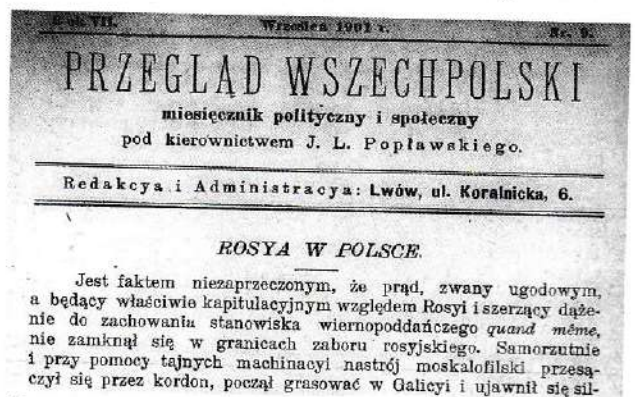 Rok VII. Wrzesień 1901 r. Nr. 9.
PRZEGLĄD WSZECHPOLSKI
miesięcznik polityczny i społeczny
pod kierownictwem J. L. Popławskiego.
Redakcya i Administracya: Lwów, ul. Koralnicka, 6.
ROSYA W POLSCE.
Jest faktem niezaprzeczonym, że prąd, zwany ugodowym,
a będący właściwie kapitulacyjnym względem Rosyi i szerzący dąże-
nie do zachowania stanowiska wiernopoddańczego quand même,
nie zamknął się w granicach zaboru rosyjskiego. Samorzutnie
i przy pomocy tajnych machinacyi nastrój moskalofilski przesą-
czył się przez kordon, począł grasować w Galicyi i ujawnił się sil-